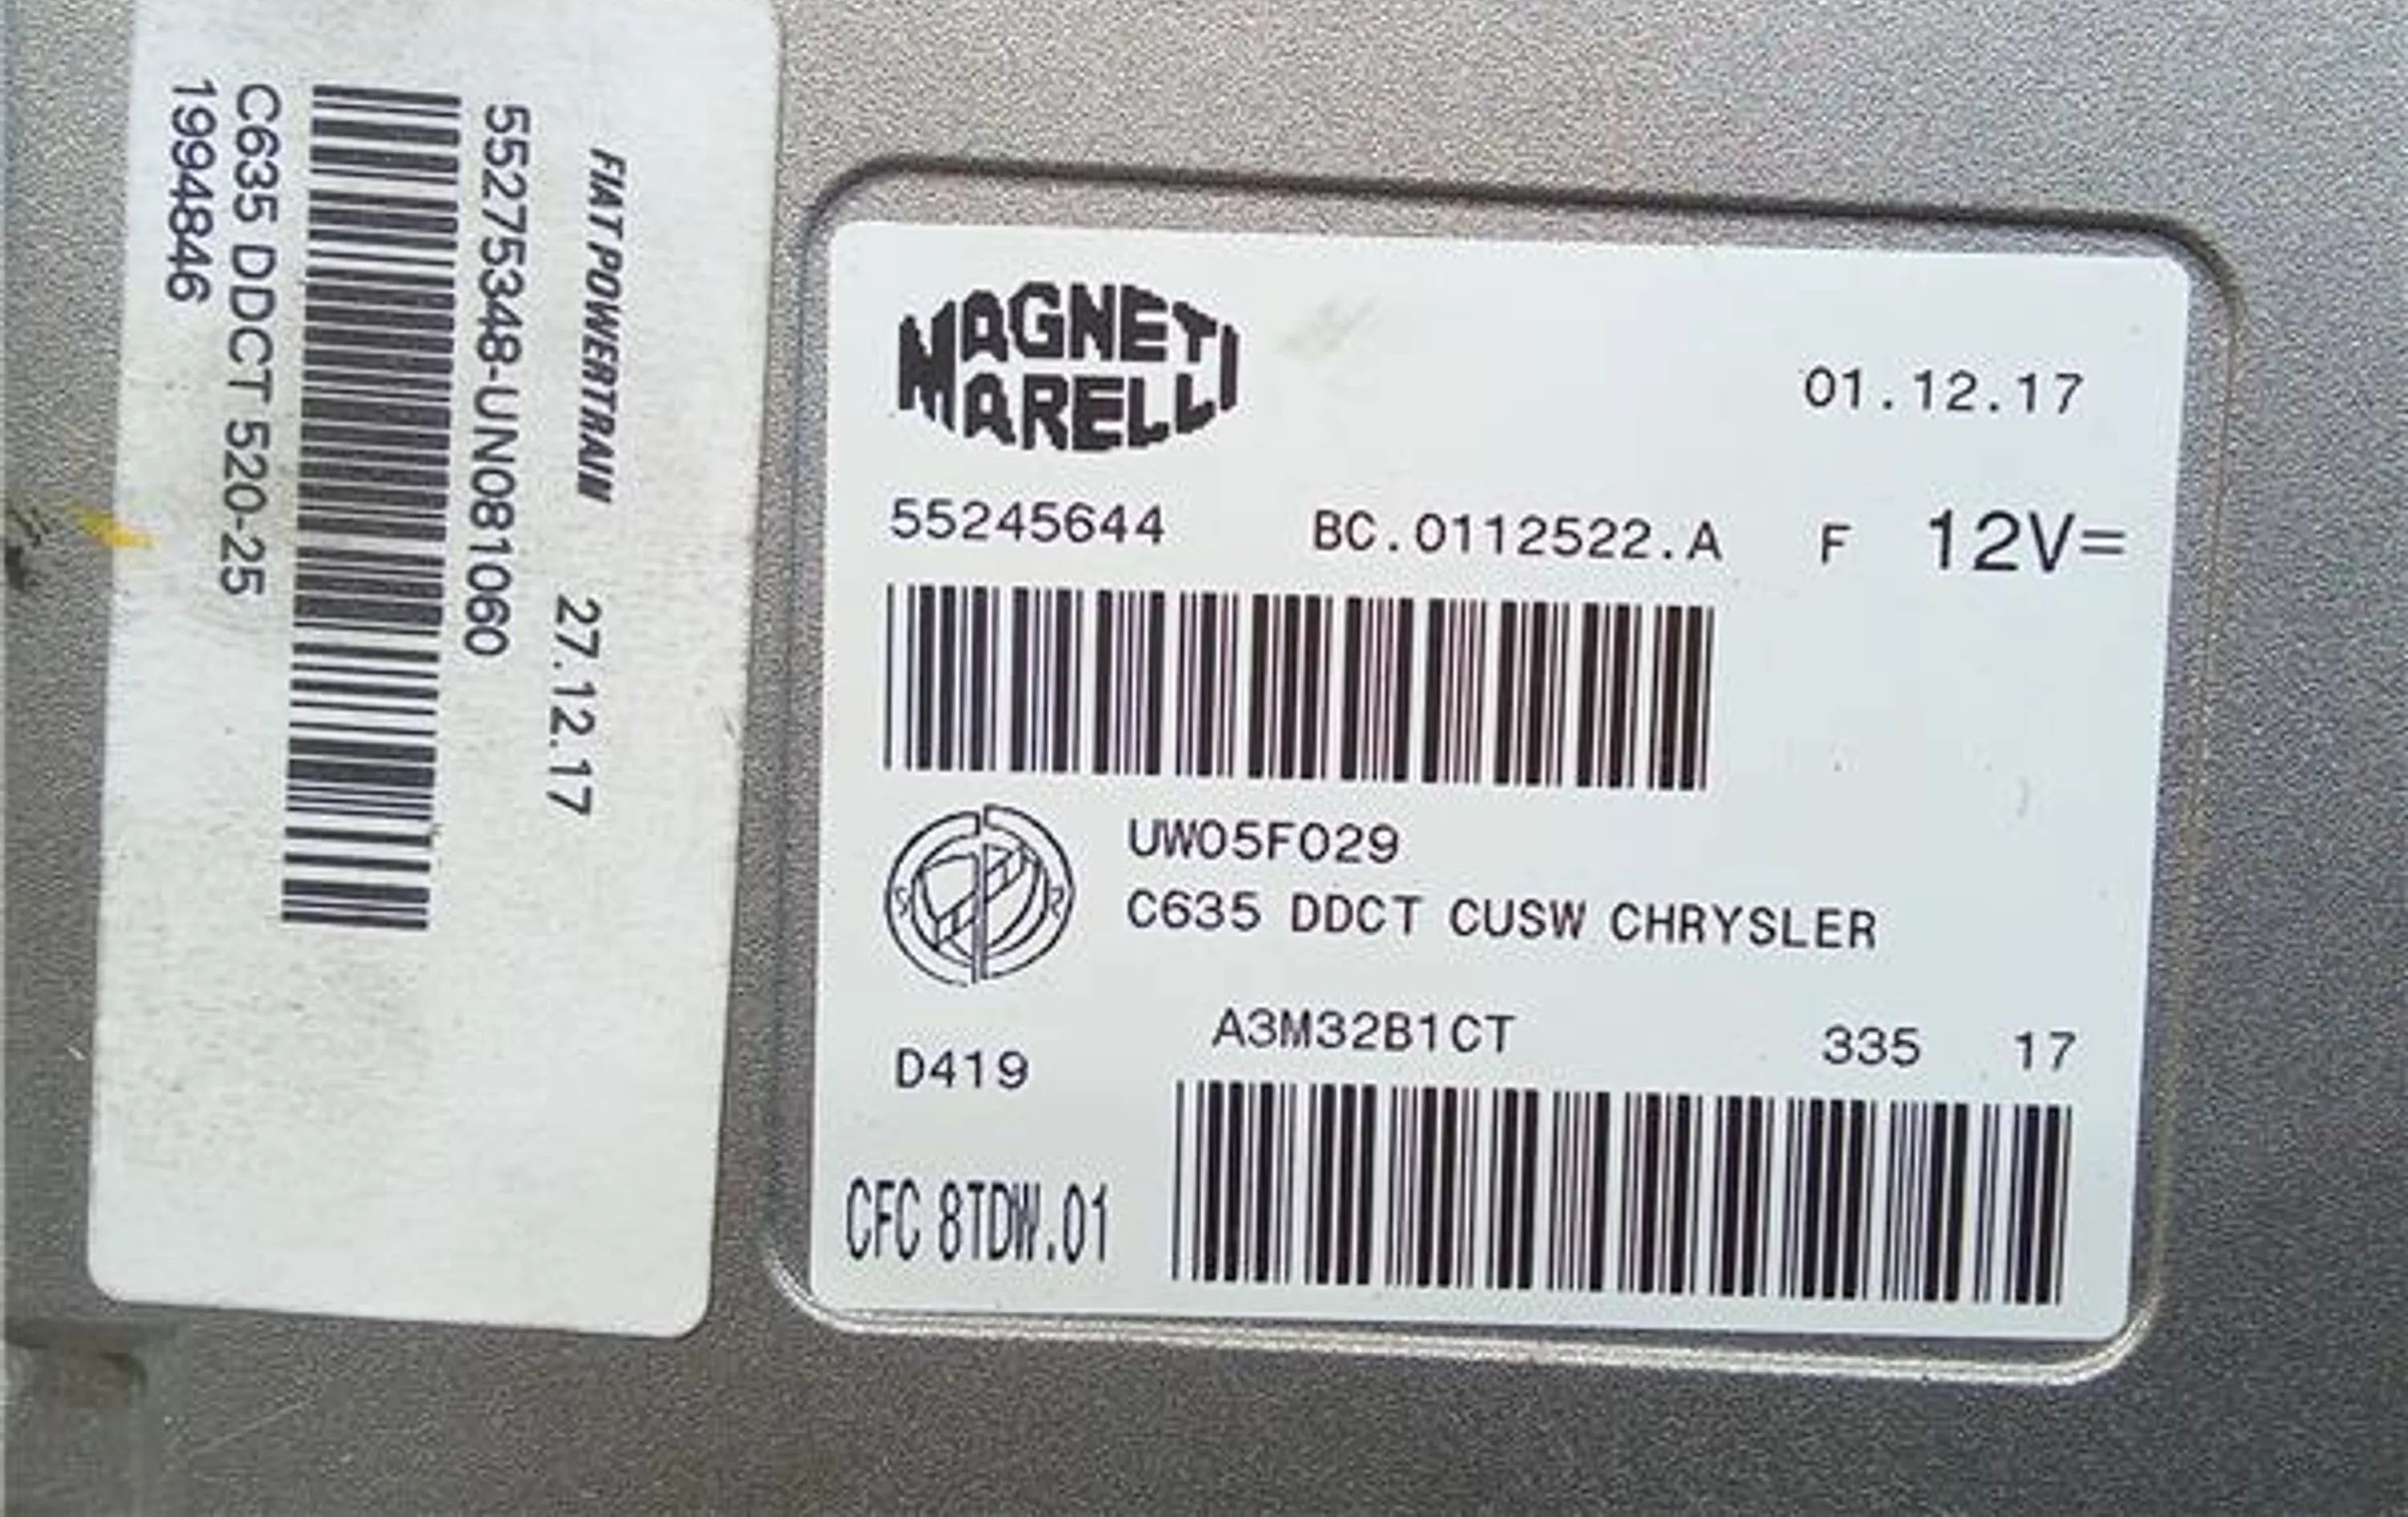 FIAT POWERTRAIN 27.12.17
55275348-UN081060
C635 DDCT 520-25
1994846
MAGNETI
MARELLI
01.12.17
55245644 BC.0112522.A F 12V=
UW05F029
C635 DDCT CUSW CHRYSLER
A3M32B1CT 335 17
D419
CFC 8TDW.01